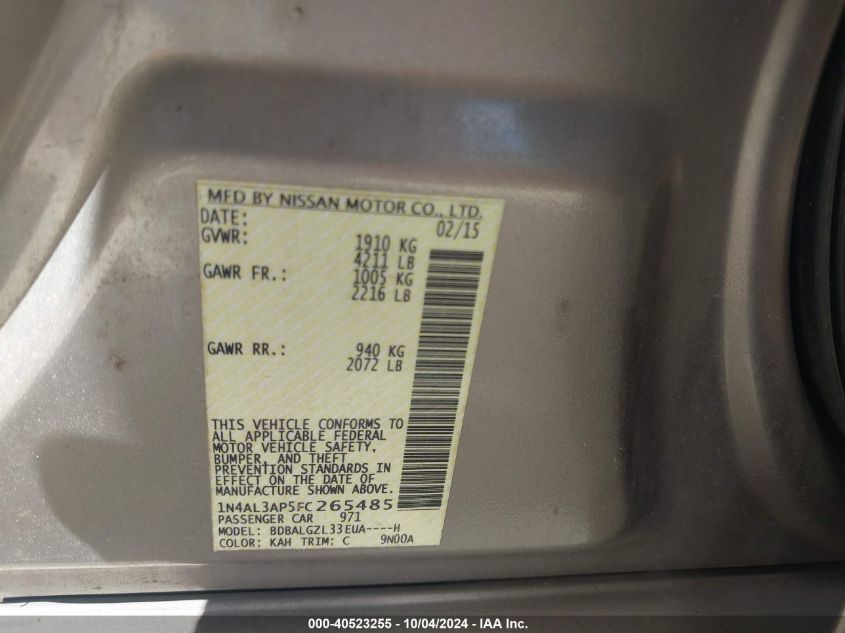 MFD BY NISSAN MOTOR CO., LTD.
DATE: 02/15
GVWR: 1910 KG
4211 LB
GAWR FR.: 1005 KG
2216 LB
GAWR RR.: 940 KG
2072 LB
THIS VEHICLE CONFORMS TO
ALL APPLICABLE FEDERAL
MOTOR VEHICLE SAFETY,
BUMPER, AND THEFT
PREVENTION STANDARDS IN
EFFECT ON THE DATE OF
MANUFACTURE SHOWN ABOVE.
1N4AL3AP5FC265485
PASSENGER CAR 971
MODEL: BDBALGZL33EUA----H
COLOR: KAH TRIM: C 9N00A
000-40523255 - 10/04/2024 - IAA Inc.